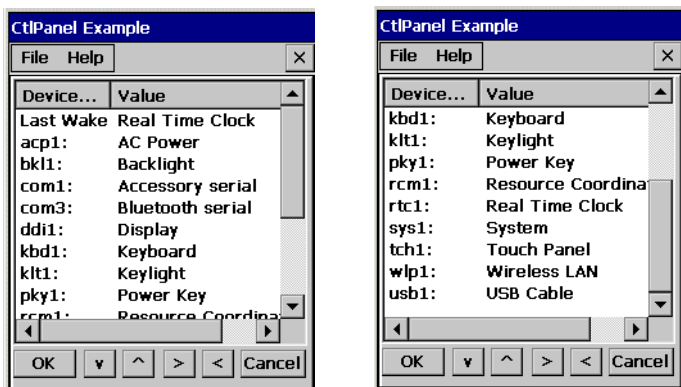 CtlPanel Example
File Help ×
Device... Value
Last Wake Real Time Clock
acp1: AC Power
bkl1: Backlight
com1: Accessory serial
com3: Bluetooth serial
ddi1: Display
kbd1: Keyboard
klt1: Keylight
pky1: Power Key
rcm1: Resource Coordina
OK v ^ > < Cancel
CtlPanel Example
File Help ×
Device... Value
kbd1: Keyboard
klt1: Keylight
pky1: Power Key
rcm1: Resource Coordina
rtc1: Real Time Clock
sys1: System
tch1: Touch Panel
wlp1: Wireless LAN
usb1: USB Cable
OK v ^ > < Cancel